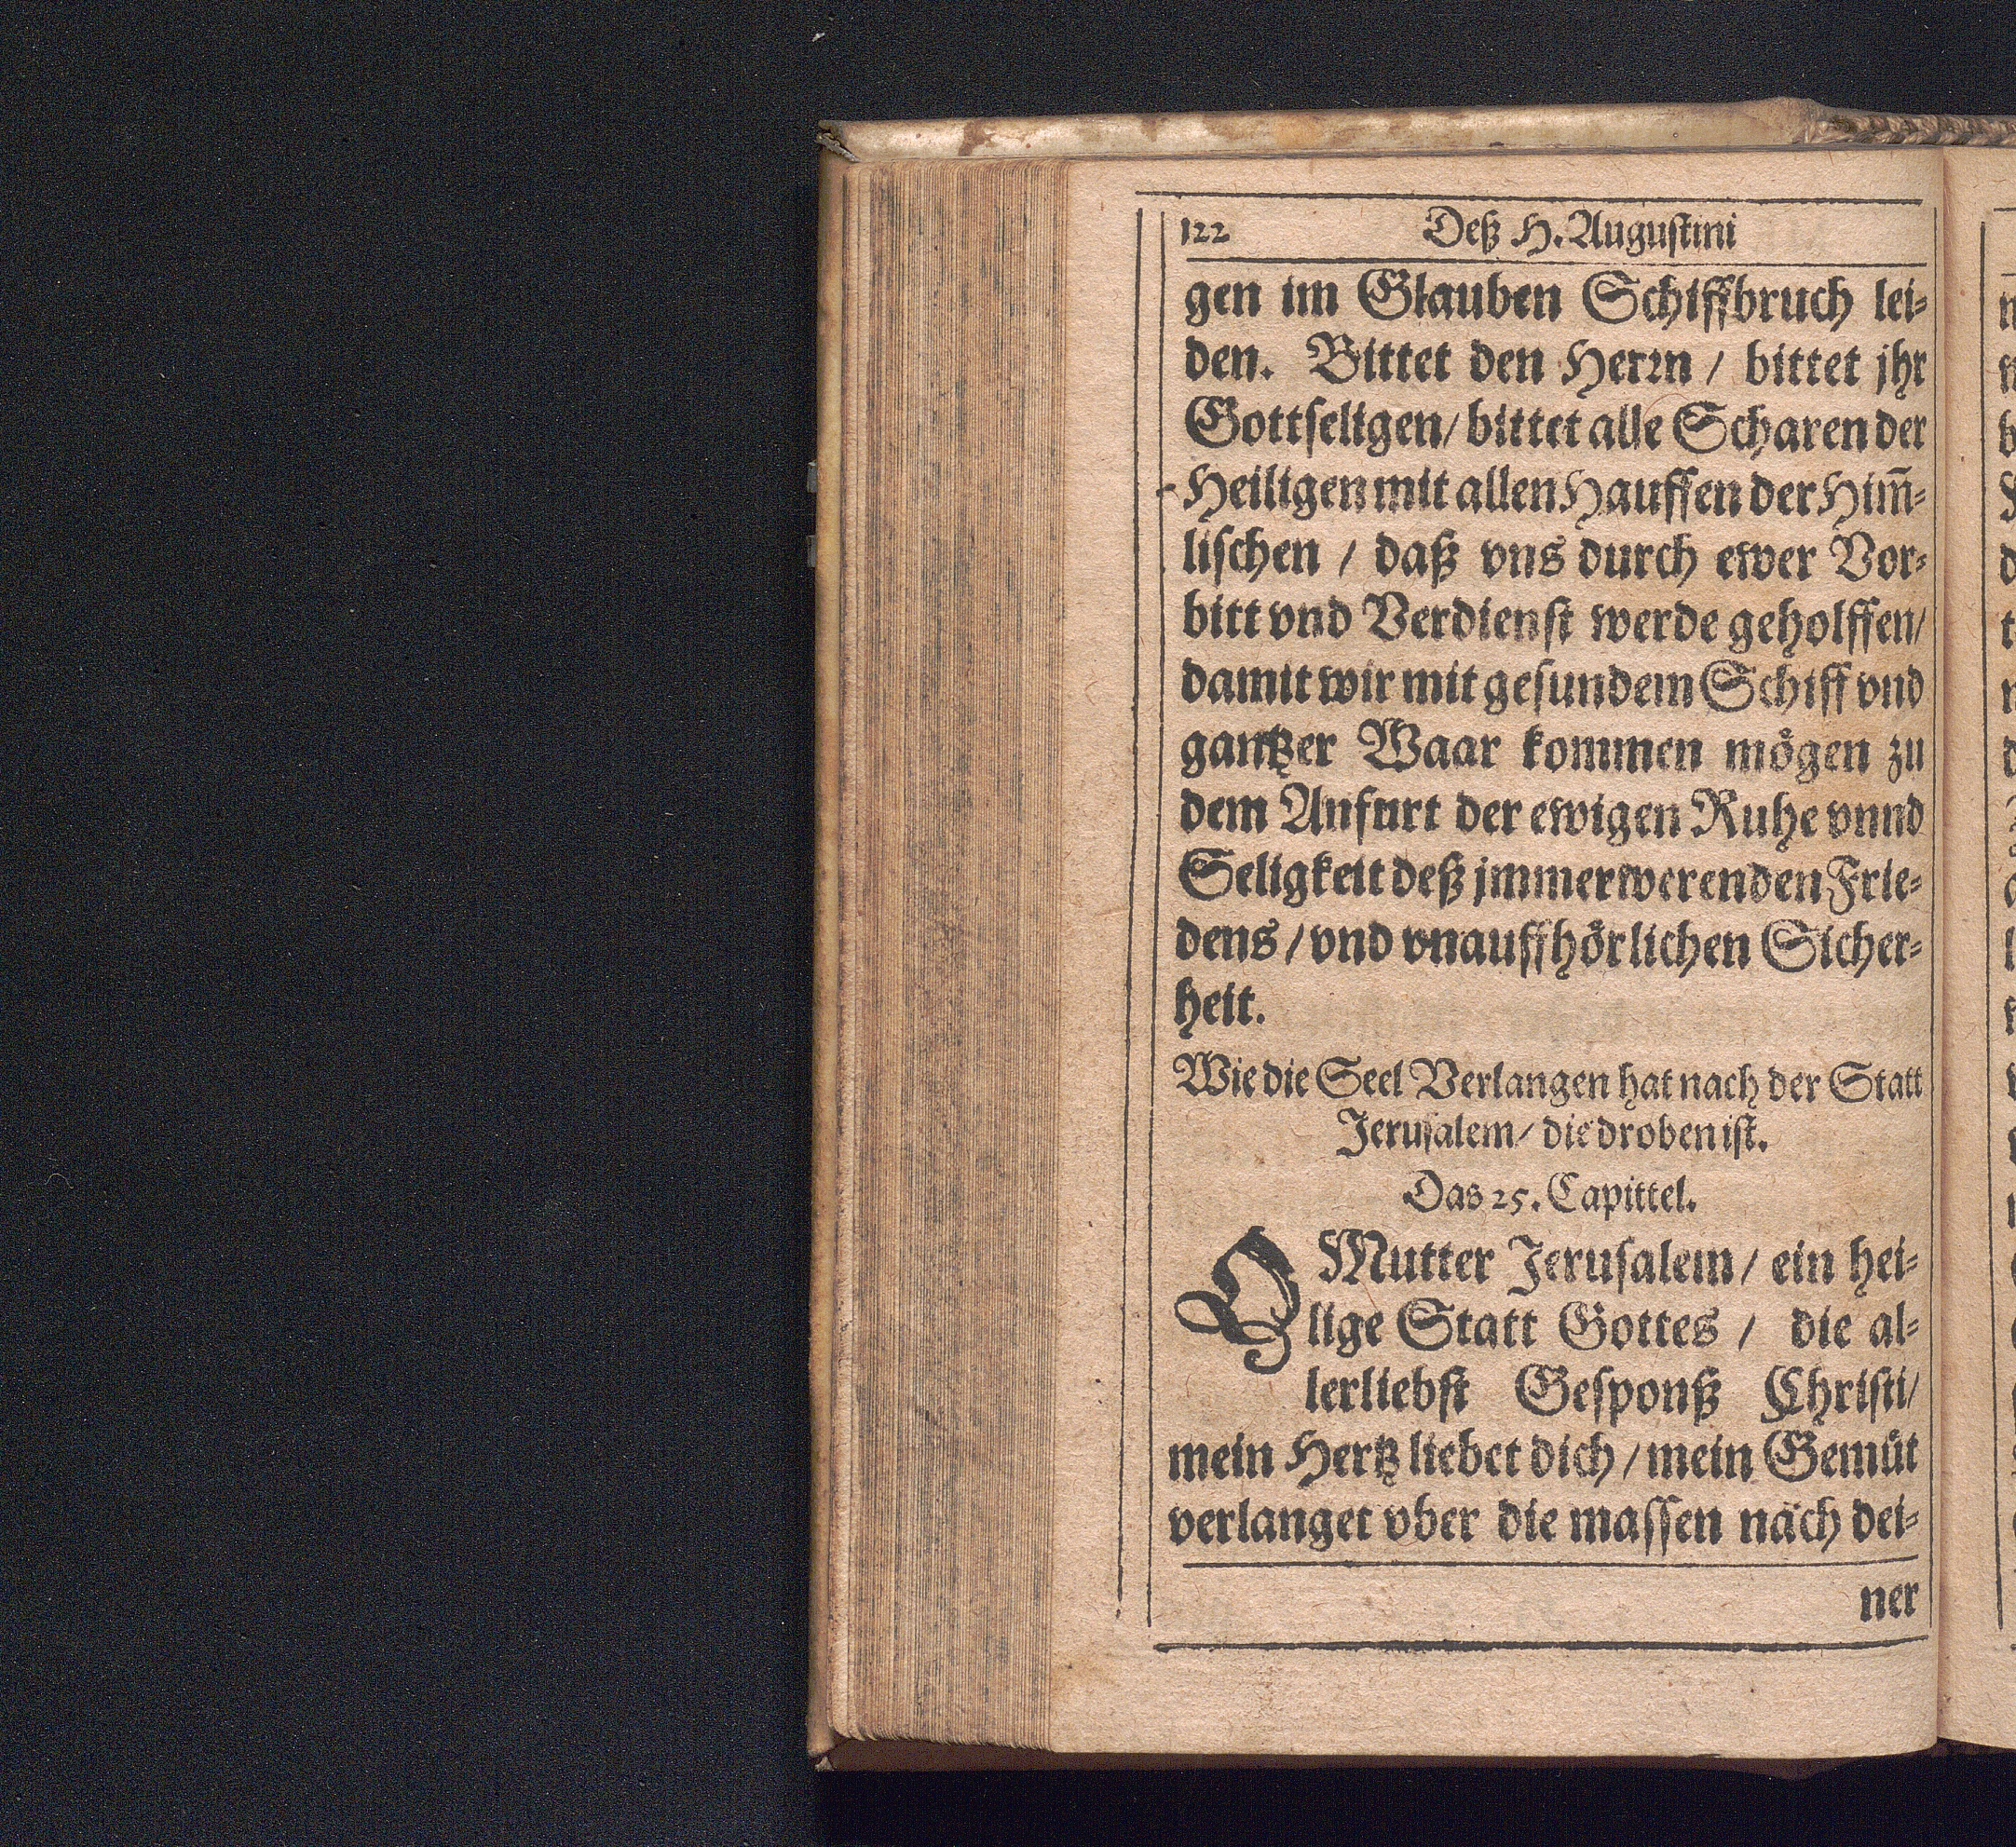 122 Deß H. Augustini
gen im Glauben Schiffbruch lei-
den. Bittet den Herꝛn / bittet jhr
Gottseligen / bittet alle Scharen der
Heiligen mit allen Hauffen der Him̃-
lischen / daß vns durch ewer Vor-
bitt vnd Verdienst werde geholffen /
damit wir mit gesundem Schiff vnd
gantzer Waar kommen mögen zu
dem Anfurt der ewigen Ruhe vnnd
Seligkeit deß jmmerwerenden Frie-
dens / vnd vnauffhörlichen Sicher-
heit.
Wie die Seel Verlangen hat nach der Statt
Jerusalem / die droben ist.
Das 25. Capittel.
O Mutter Jerusalem / ein hei-
lige Statt Gottes / die al-
lerliebst Gesponß Christi /
mein Hertz liebet dich / mein Gemüt
verlanget vber die massen nach dei-
ner